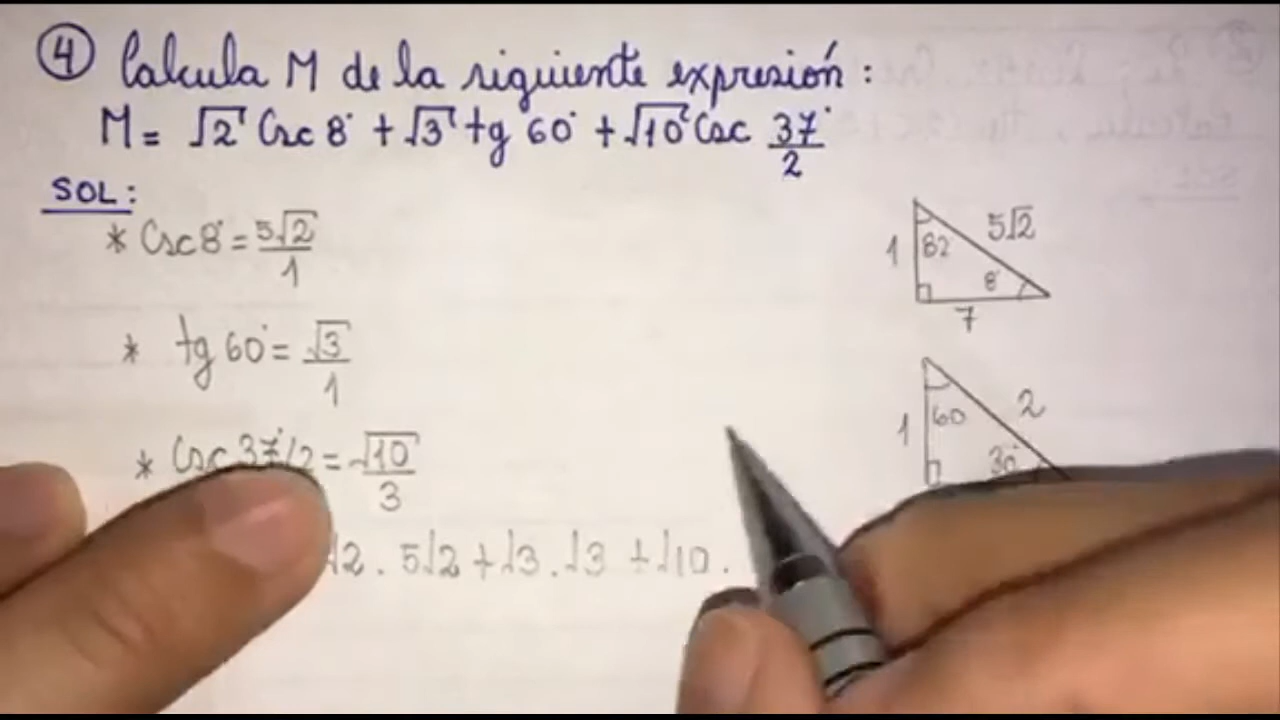 4 Calcula M de la siguiente expresión:
M = √2 Csc 8° + √3 tg 60° + √10 Csc 37°/2
SOL:
* Csc 8° = 5√2/1
* tg 60° = √3/1
* Csc 37°/2 = √10/3
√2 . 5√2 + √3 . √3 + √10 .
1 82 5√2 8° 7
1 60 2 30°